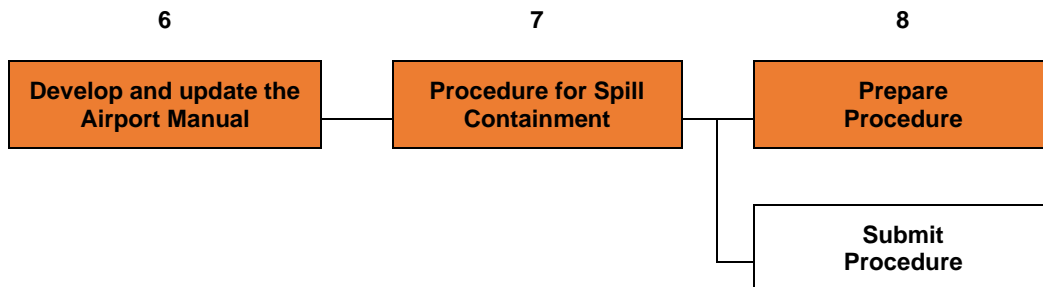 6
7
8
Develop and update the
Airport Manual
Procedure for Spill
Containment
Prepare
Procedure
Submit
Procedure